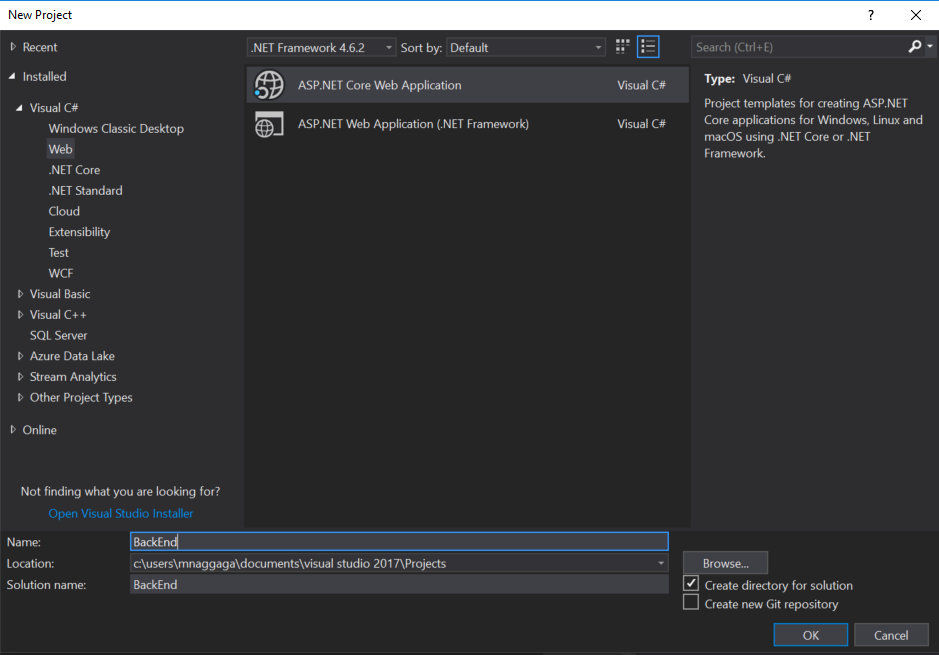 New Project
?
Recent
.NET Framework 4.6.2
Sort by:
Default
Search (Ctrl+E)
Installed
Visual C#
Windows Classic Desktop
Web
.NET Core
.NET Standard
Cloud
Extensibility
Test
WCF
Visual Basic
Visual C++
SQL Server
Azure Data Lake
Stream Analytics
Other Project Types
Online
Not finding what you are looking for?
Open Visual Studio Installer
ASP.NET Core Web Application Visual C#
ASP.NET Web Application (.NET Framework) Visual C#
Type: Visual C#
Project templates for creating ASP.NET
Core applications for Windows, Linux and
macOS using .NET Core or .NET
Framework.
Name: BackEnd
Location: c:\users\mnaggaga\documents\visual studio 2017\Projects
Browse...
Solution name: BackEnd
Create directory for solution
Create new Git repository
OK
Cancel